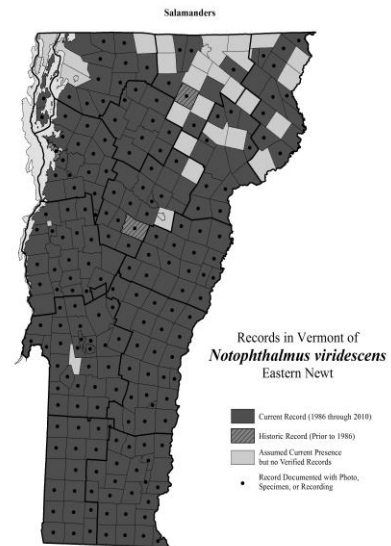 Salamanders
Records in Vermont of
Notophthalmus viridescens
Eastern Newt
Current Record (1986 through 2010)
Historic Record (Prior to 1986)
Assumed Current Presence
but no Verified Records
Record Documented with Photo,
Specimen, or Recording